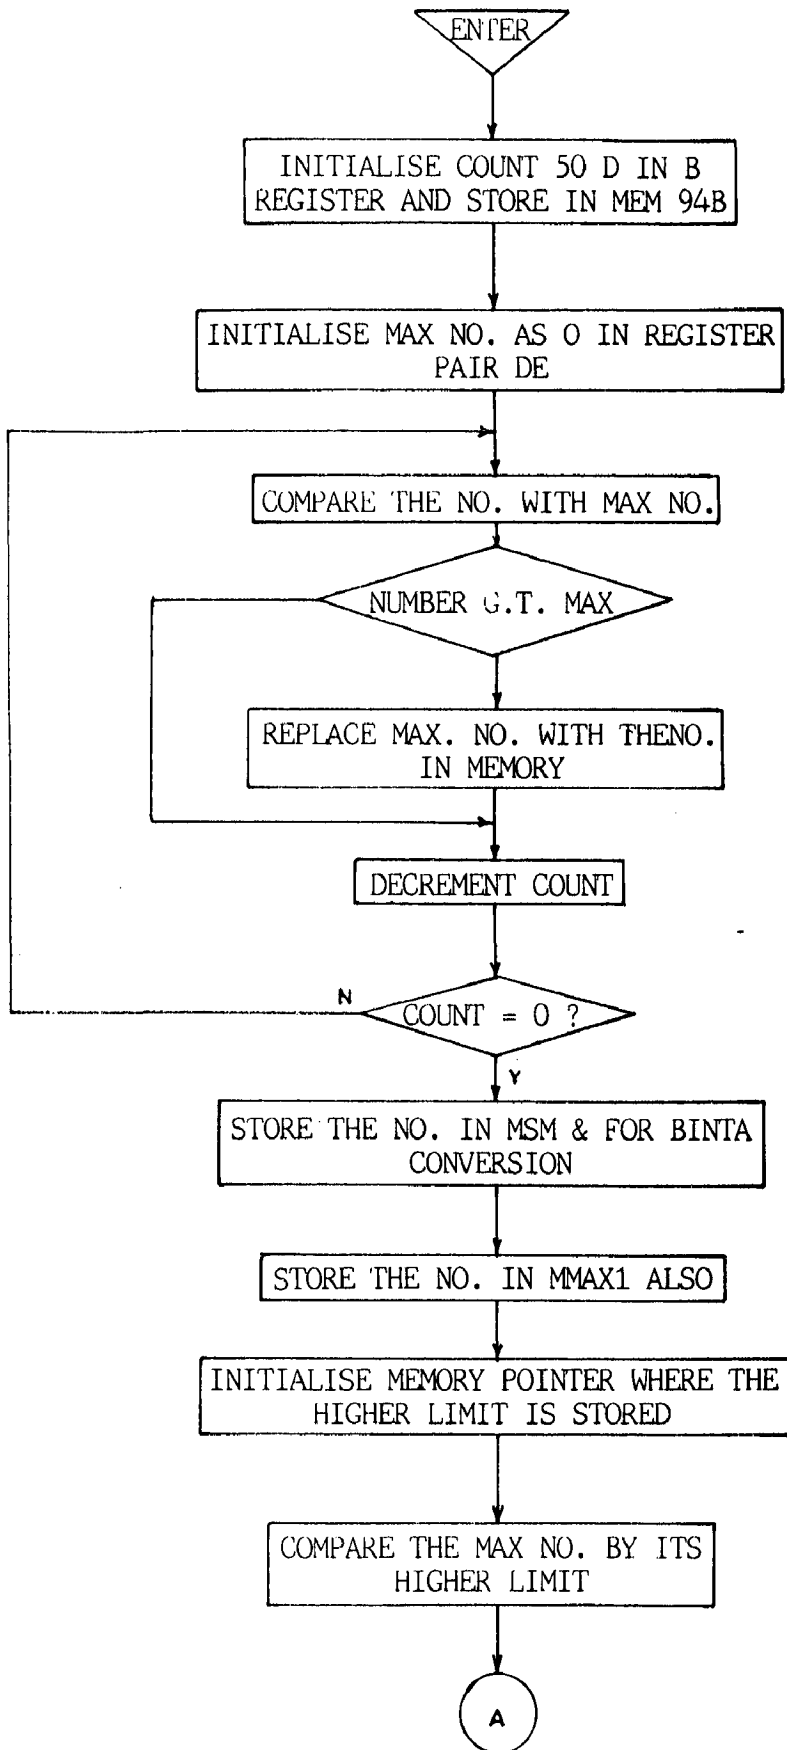 ENTER
INITIALISE COUNT 50 D IN B
REGISTER AND STORE IN MEM 94B
INITIALISE MAX NO. AS O IN REGISTER
PAIR DE
COMPARE THE NO. WITH MAX NO.
NUMBER G.T. MAX
REPLACE MAX. NO. WITH THENO.
IN MEMORY
DECREMENT COUNT
N
COUNT = O ?
Y
STORE THE NO. IN MSM & FOR BINTA
CONVERSION
STORE THE NO. IN MMAX1 ALSO
INITIALISE MEMORY POINTER WHERE THE
HIGHER LIMIT IS STORED
COMPARE THE MAX NO. BY ITS
HIGHER LIMIT
A